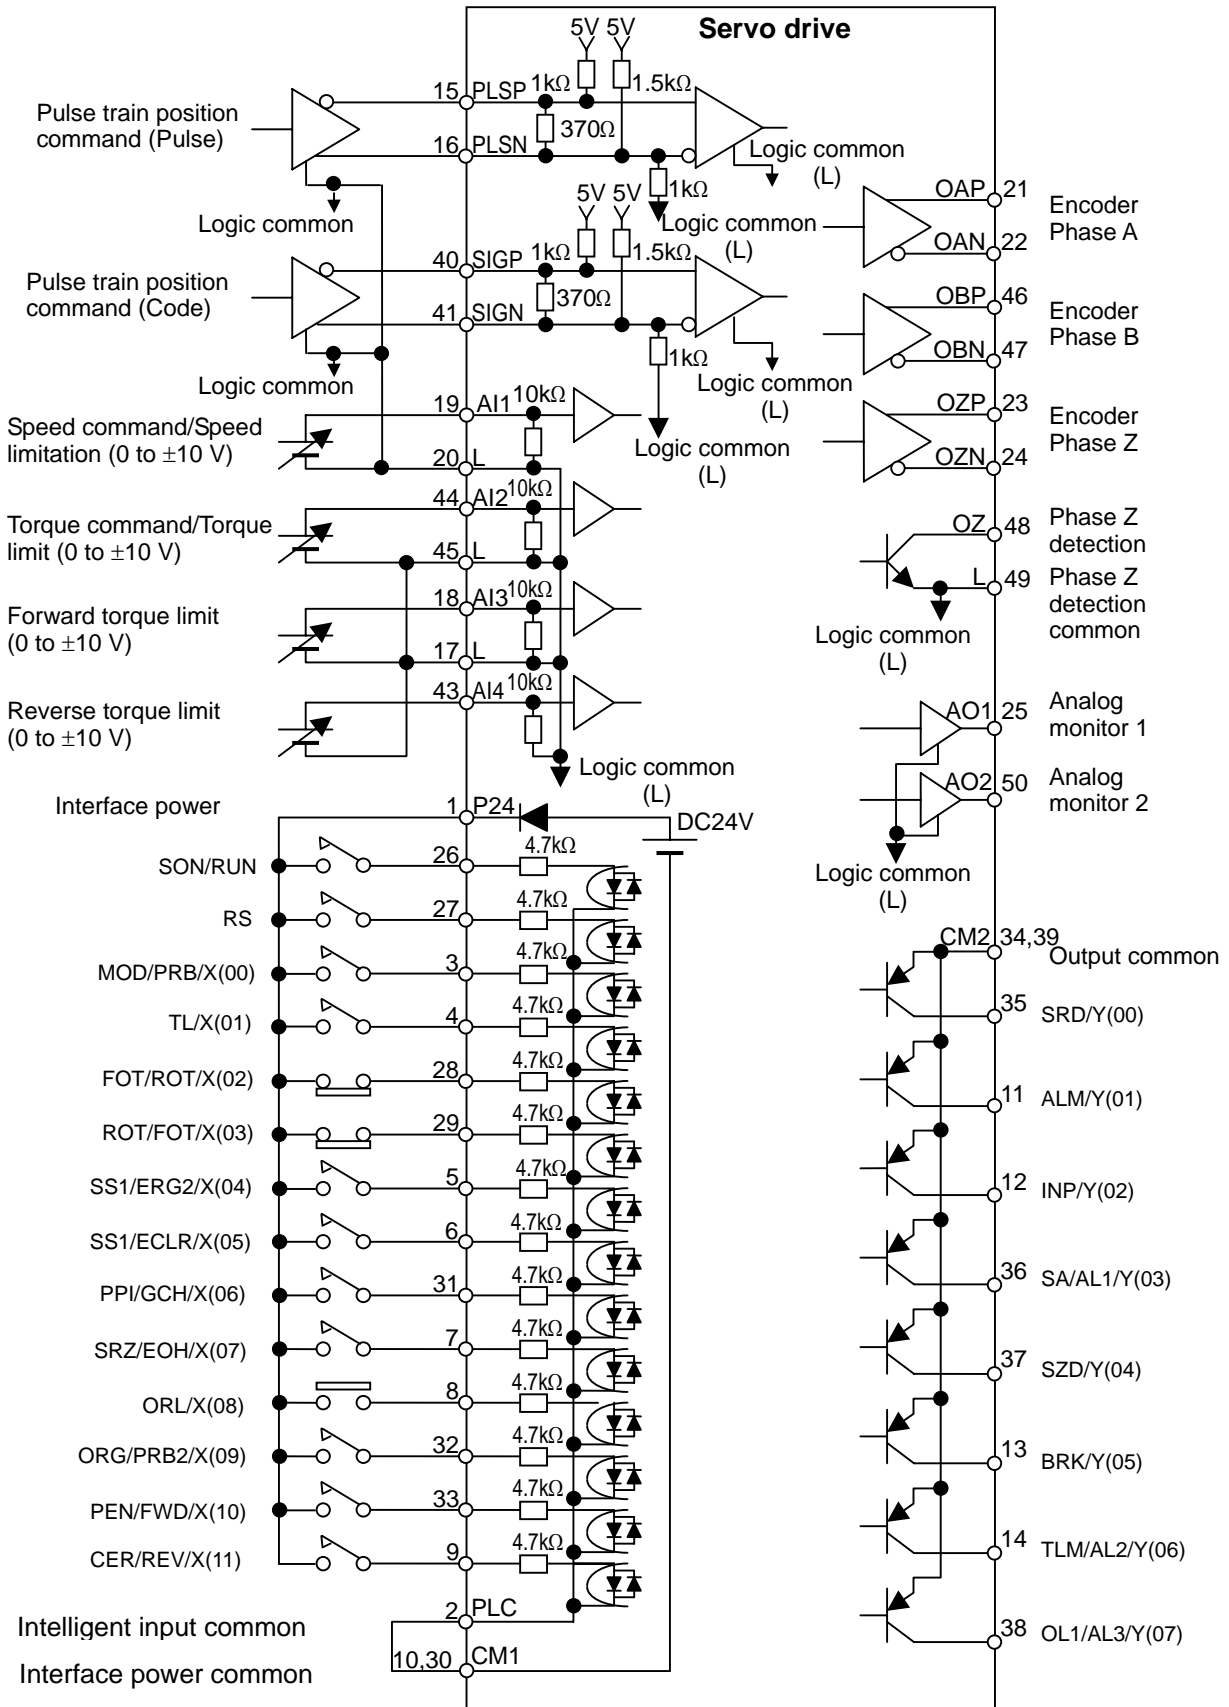 Servo drive
5V 5V
1kΩ
1.5kΩ
15 PLSP
370Ω
16 PLSN
1kΩ
Pulse train position
command (Pulse)
Logic common
Logic common
(L)
Logic common
(L)
5V 5V
1kΩ
1.5kΩ
40 SIGP
370Ω
41 SIGN
1kΩ
Pulse train position
command (Code)
Logic common
Logic common
(L)
Logic common
(L)
Speed command/Speed
limitation (0 to ±10 V)
19 AI1 10kΩ
20 L
Torque command/Torque
limit (0 to ±10 V)
44 AI2 10kΩ
45 L
Forward torque limit
(0 to ±10 V)
18 AI3 10kΩ
17 L
Reverse torque limit
(0 to ±10 V)
43 AI4 10kΩ
Logic common
(L)
Interface power
1 P24
DC24V
SON/RUN 26 4.7kΩ
RS 27 4.7kΩ
MOD/PRB/X(00) 3 4.7kΩ
TL/X(01) 4 4.7kΩ
FOT/ROT/X(02) 28 4.7kΩ
ROT/FOT/X(03) 29 4.7kΩ
SS1/ERG2/X(04) 5 4.7kΩ
SS1/ECLR/X(05) 6 4.7kΩ
PPI/GCH/X(06) 31 4.7kΩ
SRZ/EOH/X(07) 7 4.7kΩ
ORL/X(08) 8 4.7kΩ
ORG/PRB2/X(09) 32 4.7kΩ
PEN/FWD/X(10) 33 4.7kΩ
CER/REV/X(11) 9 4.7kΩ
2 PLC
Intelligent input common
10,30 CM1
Interface power common
OAP 21
OAN 22
Encoder
Phase A
OBP 46
OBN 47
Encoder
Phase B
OZP 23
OZN 24
Encoder
Phase Z
OZ 48
Phase Z
detection
L 49
Phase Z
detection
common
Logic common
(L)
AO1 25
Analog
monitor 1
AO2 50
Analog
monitor 2
Logic common
(L)
CM2 34,39
Output common
35 SRD/Y(00)
11 ALM/Y(01)
12 INP/Y(02)
36 SA/AL1/Y(03)
37 SZD/Y(04)
13 BRK/Y(05)
14 TLM/AL2/Y(06)
38 OL1/AL3/Y(07)